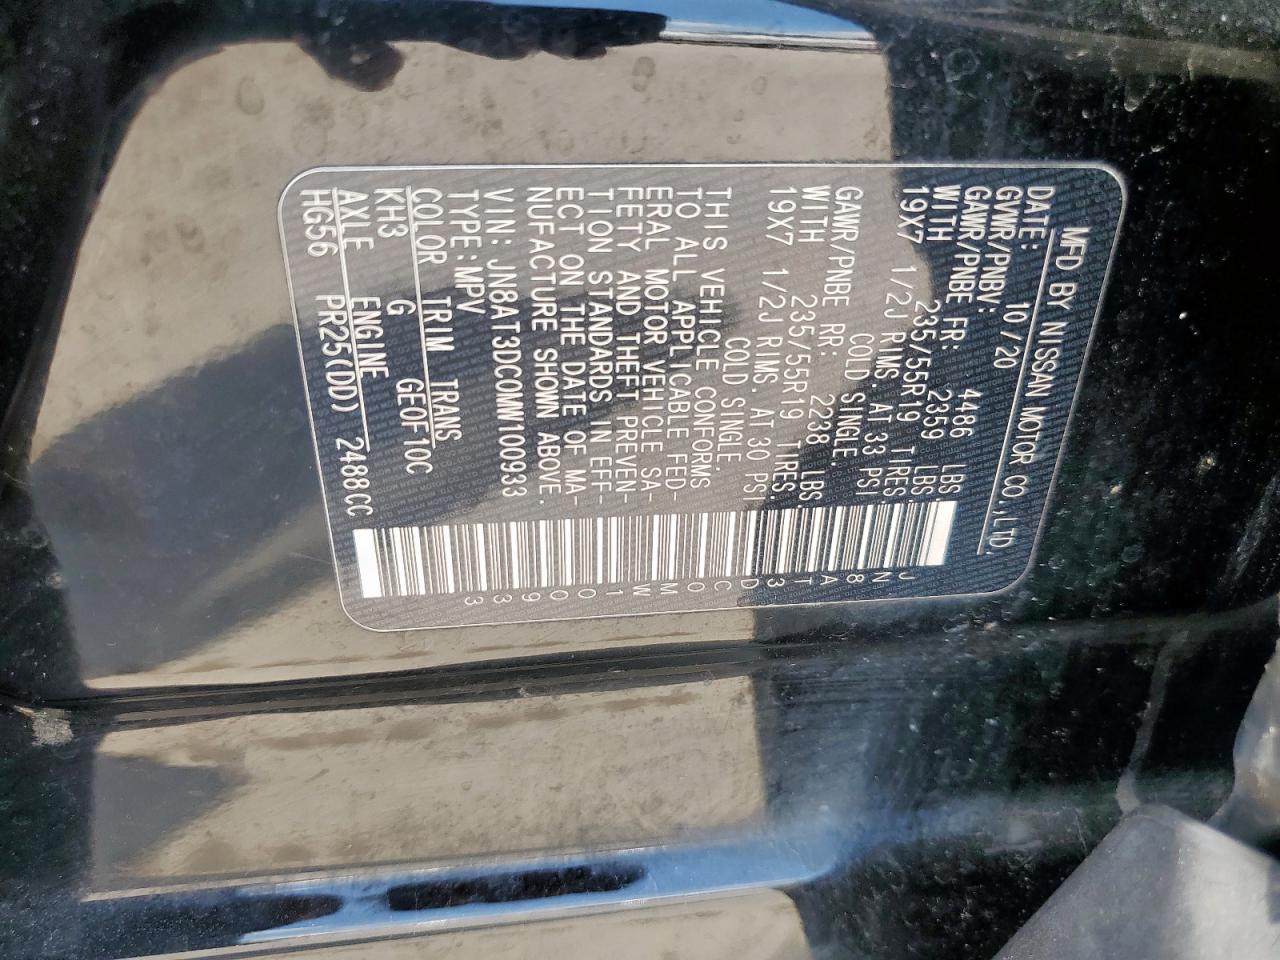 MFD BY NISSAN MOTOR CO.,LTD.
DATE: 10/20
GVWR/PNBV: 4486 LBS
GAWR/PNBE FR: 2359 LBS
WITH 235/55R19 TIRES.
19X7 1/2J RIMS. AT 33 PSI
COLD SINGLE.
GAWR/PNBE RR: 2238 LBS
WITH 235/55R19 TIRES.
19X7 1/2J RIMS. AT 30 PSI
COLD SINGLE.
THIS VEHICLE CONFORMS
TO ALL APPLICABLE FED-
ERAL MOTOR VEHICLE SA-
FETY AND THEFT PREVEN-
TION STANDARDS IN EFF-
ECT ON THE DATE OF MA-
NUFACTURE SHOWN ABOVE.
VIN: JN8AT3DC0MW100933
TYPE:MPV
COLOR TRIM TRANS
KH3 G GE0F10C
AXLE ENGINE
HG56 PR25(DD) 2488CC
JN8AT3DC0MW100933